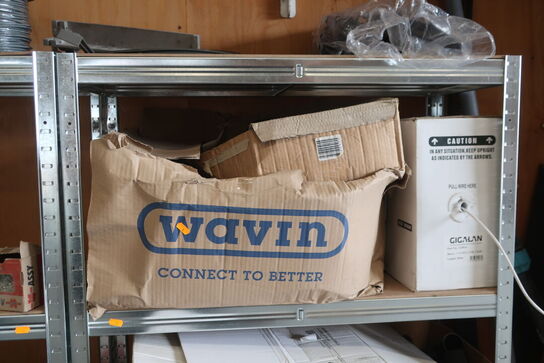 wavin
CONNECT TO BETTER
CAUTION
IN ANY SITUATION,KEEP UPRIGHT
AS INDICATED BY THE ARROWS.
PULL WIRE HERE
GIGALAN
ASSY